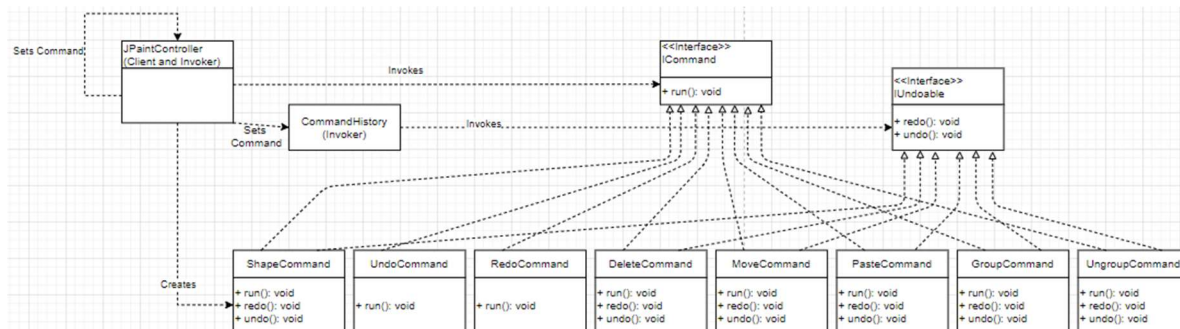 Sets Command
JPaintController
(Client and Invoker)
Invokes
<<Interface>>
ICommand
+ run(): void
<<Interface>>
IUndoable
+ redo(): void
+ undo(): void
CommandHistory
(Invoker)
Sets
Command
Invokes
Creates
ShapeCommand
+ run(): void
+ redo(): void
+ undo(): void
UndoCommand
+ run(): void
RedoCommand
+ run(): void
DeleteCommand
+ run(): void
+ redo(): void
+ undo(): void
MoveCommand
+ run(): void
+ redo(): void
+ undo(): void
PasteCommand
+ run(): void
+ redo(): void
+ undo(): void
GroupCommand
+ run(): void
+ redo(): void
+ undo(): void
UngroupCommand
+ run(): void
+ redo(): void
+ undo(): void